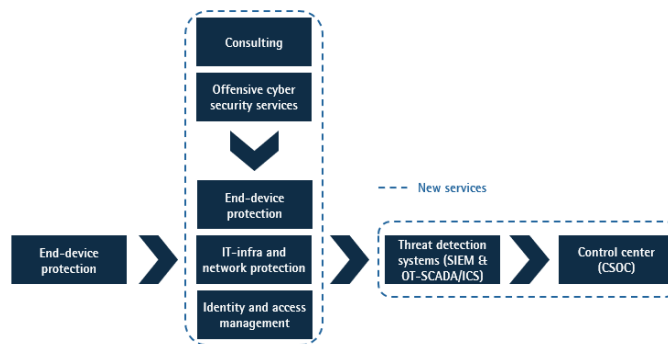 Consulting
Offensive cyber
security services
End-device
protection
New services
End-device
protection
IT-infra and
network protection
Threat detection
systems (SIEM &
OT-SCADA/ICS)
Control center
(CSOC)
Identity and access
management